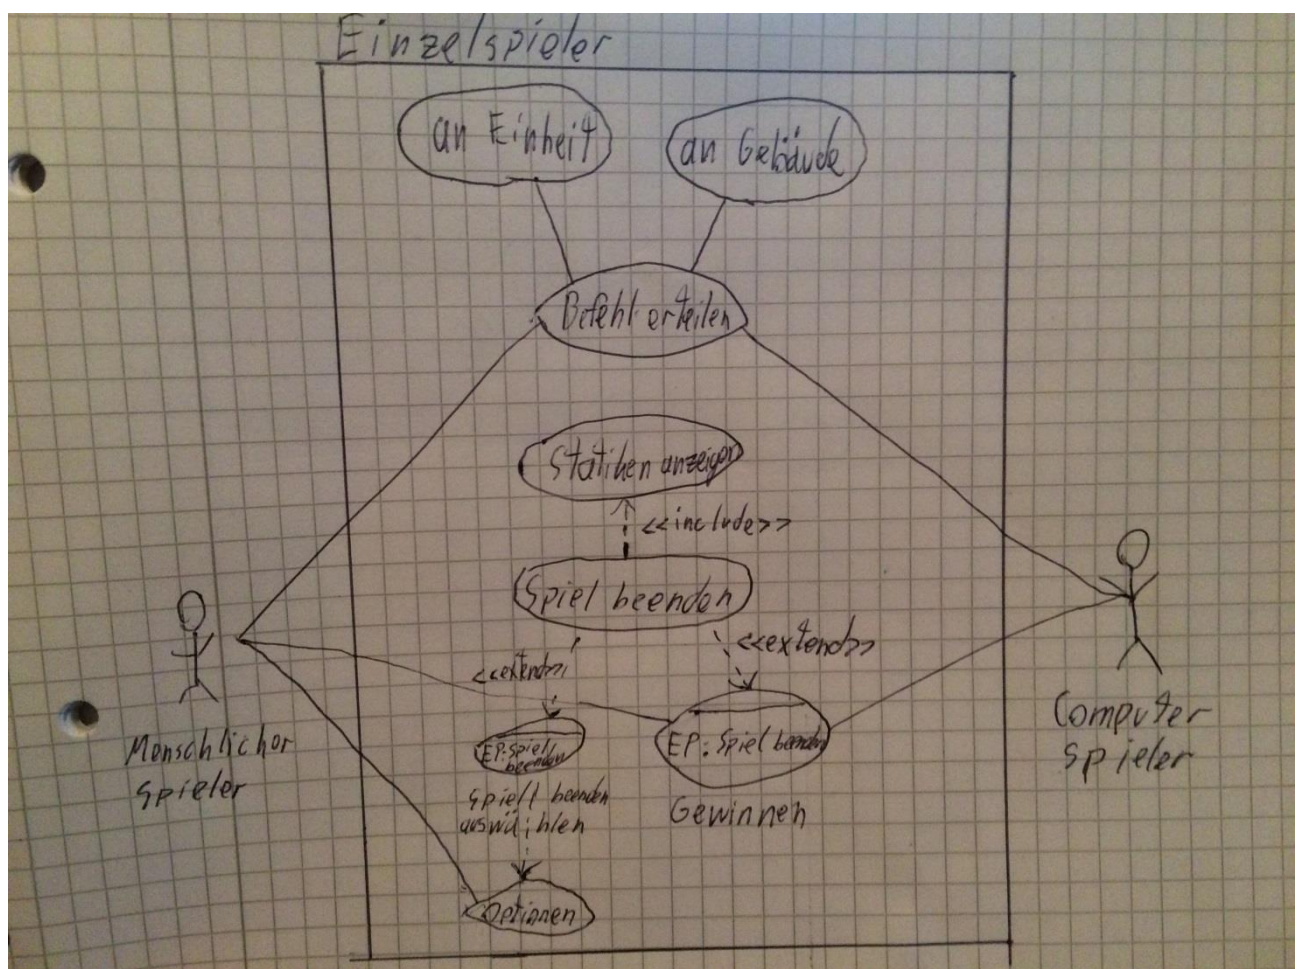 Einzelspieler
an Einheit
an Gebäude
Befehl erteilen
Statiken anzeigen
<<include>>
Spiel beenden
<<extend>>
<<extend>>
EP: Spiel
beenden
EP: Spiel beenden
Spiell beenden
auswählen
Gewinnen
Menschlicher
Spieler
Computer
Spieler
Optionen